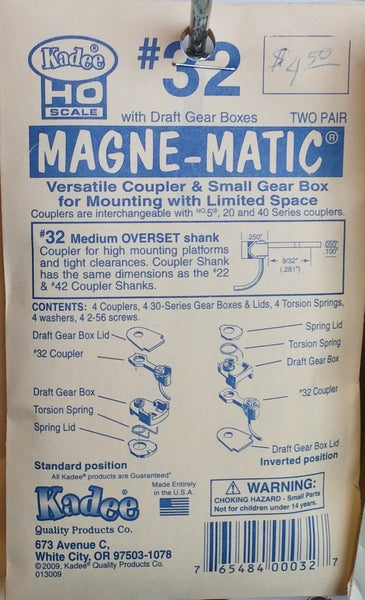 Kadee®
HO
SCALE
#32
$4.50
with Draft Gear Boxes TWO PAIR
MAGNE-MATIC®
Versatile Coupler & Small Gear Box
for Mounting with Limited Space
Couplers are interchangeable with NO.5®, 20 and 40 Series couplers.
#32 Medium OVERSET shank
Coupler for high mounting platforms
and tight clearances. Coupler Shank
has the same dimensions as the #22
& #42 Coupler Shanks.
.250"
9/32"
(.281")
.050"
.100"
CONTENTS: 4 Couplers, 4 30-Series Gear Boxes & Lids, 4 Torsion Springs,
4 washers, 4 2-56 screws.
Draft Gear Box Lid
#32 Coupler
Draft Gear Box
Torsion Spring
Spring Lid
Standard position
Spring Lid
Torsion Spring
Draft Gear Box
#32 Coupler
Draft Gear Box Lid
Inverted position
All Kadee® products are Guaranteed*
Kadee®
Quality Products Co.
673 Avenue C,
White City, OR 97503-1078
©2009, Kadee® Quality Products Co.
013009
Made Entirely
in the U.S.A.
WARNING:
CHOKING HAZARD - Small Parts
Not for children under 14 years.
7 65484 00032 7